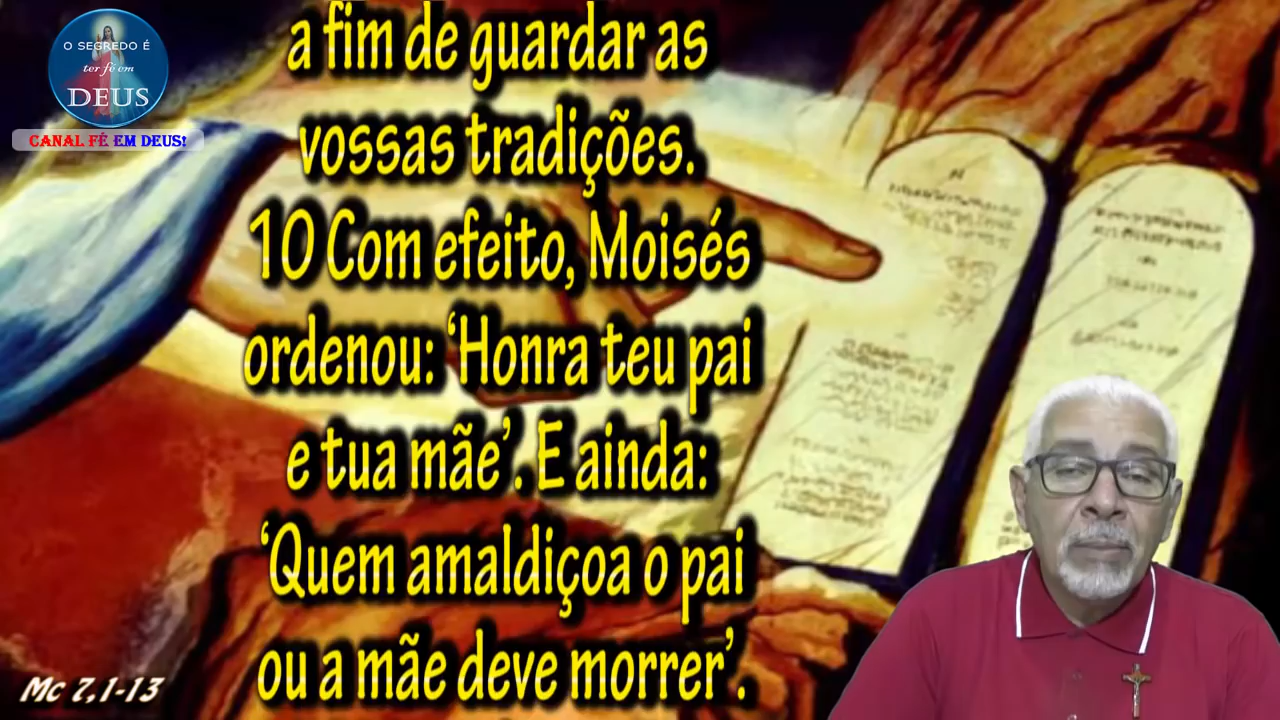 O SEGREDO É
ter fé em
DEUS
CANAL FÉ EM DEUS!
a fim de guardar as
vossas tradições.
10 Com efeito, Moisés
ordenou: ‘Honra teu pai
e tua mãe’. E ainda:
‘Quem amaldiçoa o pai
ou a mãe deve morrer’.
Mc 7,1-13